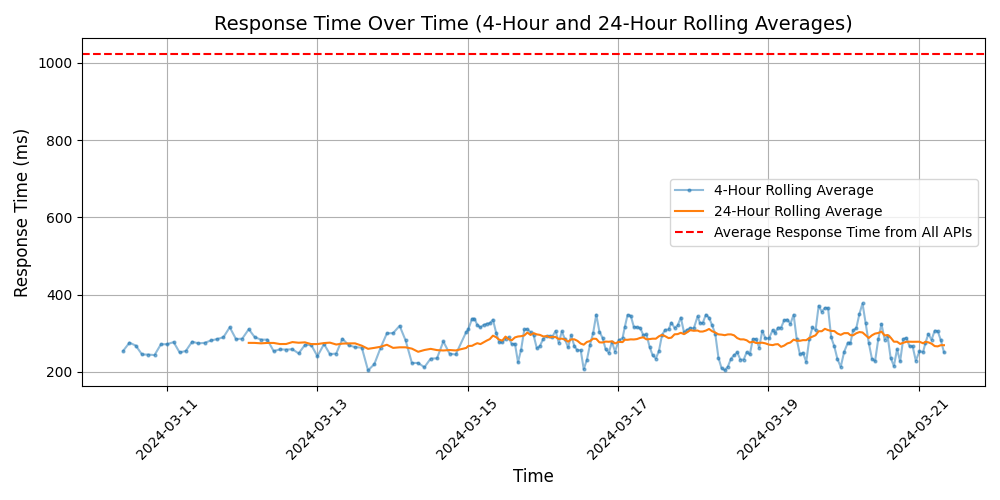 Response Time Over Time (4-Hour and 24-Hour Rolling Averages)
Response Time (ms)
1000
800
600
400
200
4-Hour Rolling Average
24-Hour Rolling Average
Average Response Time from All APIs
2024-03-11
2024-03-13
2024-03-15
2024-03-17
2024-03-19
2024-03-21
Time